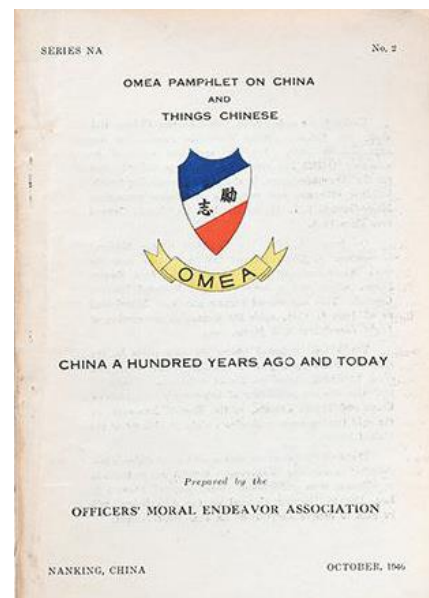 SERIES NA
No. 2
OMEA PAMPHLET ON CHINA
AND
THINGS CHINESE
勵
志
OMEA
CHINA A HUNDRED YEARS AGO AND TODAY
Prepared by the
OFFICERS' MORAL ENDEAVOR ASSOCIATION
NANKING, CHINA
OCTOBER, 1946